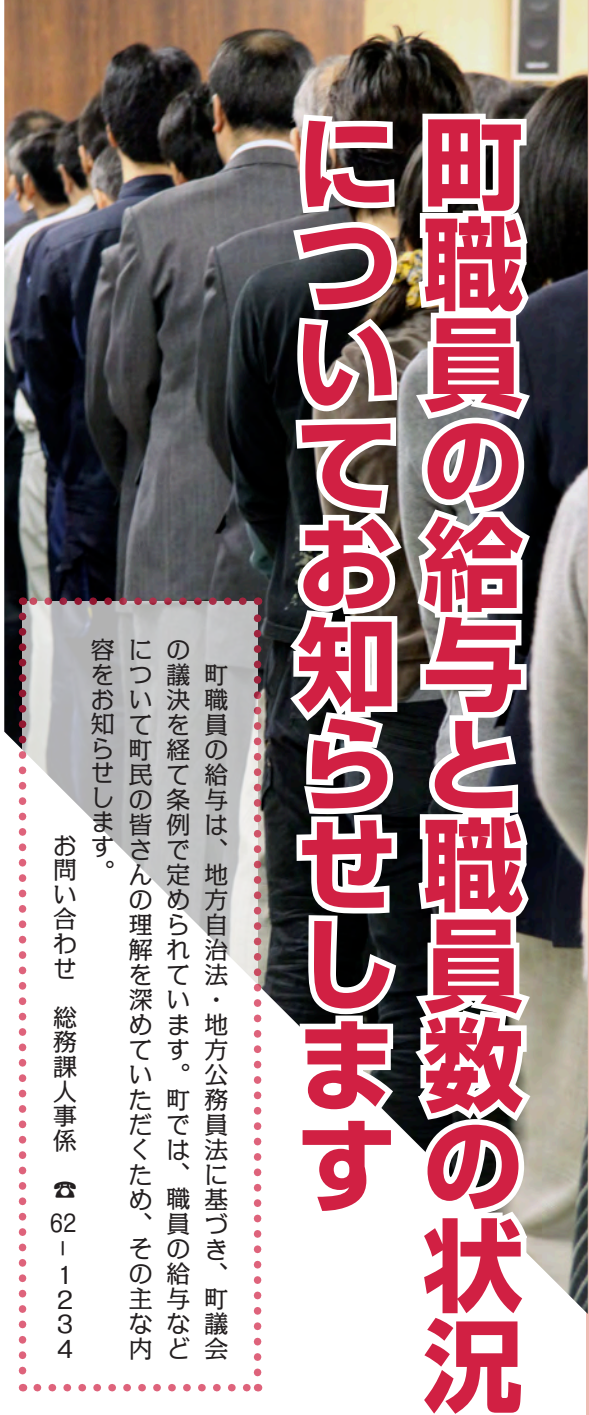 町職員の給与と職員数の状況
についてお知らせします
町職員の給与は、地方自治法・地方公務員法に基づき、町議会
の議決を経て条例で定められています。町では、職員の給与など
について町民の皆さんの理解を深めていただくため、その主な内
容をお知らせします。
お問い合わせ　総務課人事係　☎62-1234